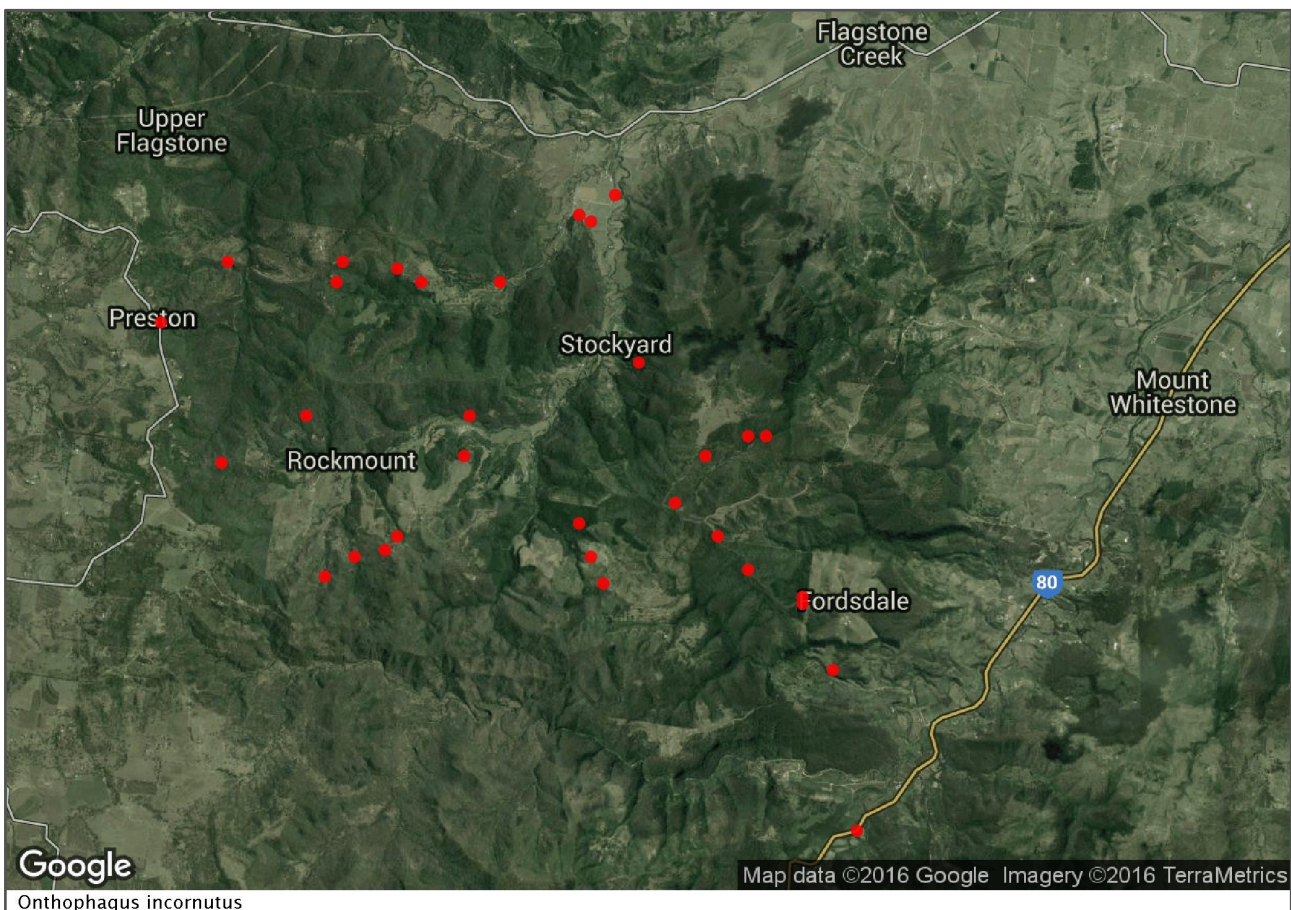 Flagstone
Creek
Upper
Flagstone
Preston
Stockyard
Mount
Whitestone
Rockmount
80
Fordsdale
Google
Map data ©2016 Google Imagery ©2016 TerraMetrics
Onthophagus incornutus